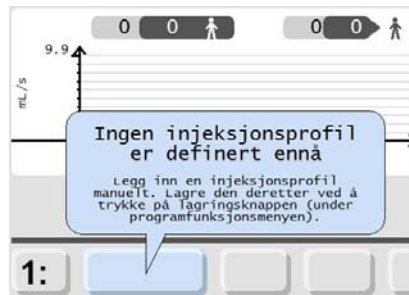 0 0 0 0
9.9
mL/s
Ingen injeksjonsprofil
er definert ennå
Legg inn en injeksjonsprofil
manuelt. Lagre den deretter ved å
trykke på lagringsknappen (under
programfunksjonsmenyen).
1: